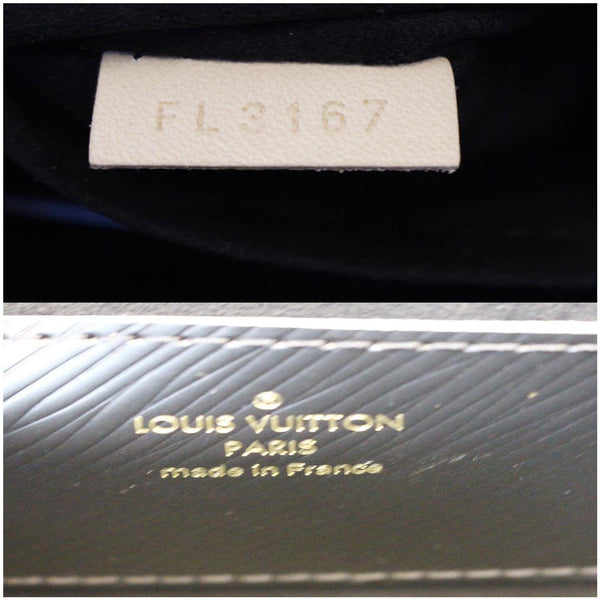 FL3167
LOUIS VUITTON
PARIS
made in France